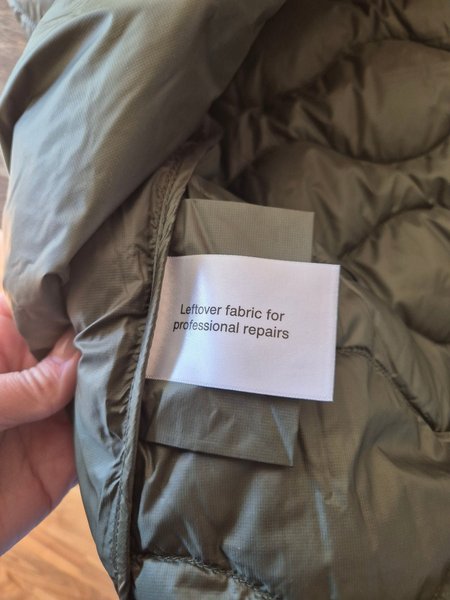 Leftover fabric for
professional repairs